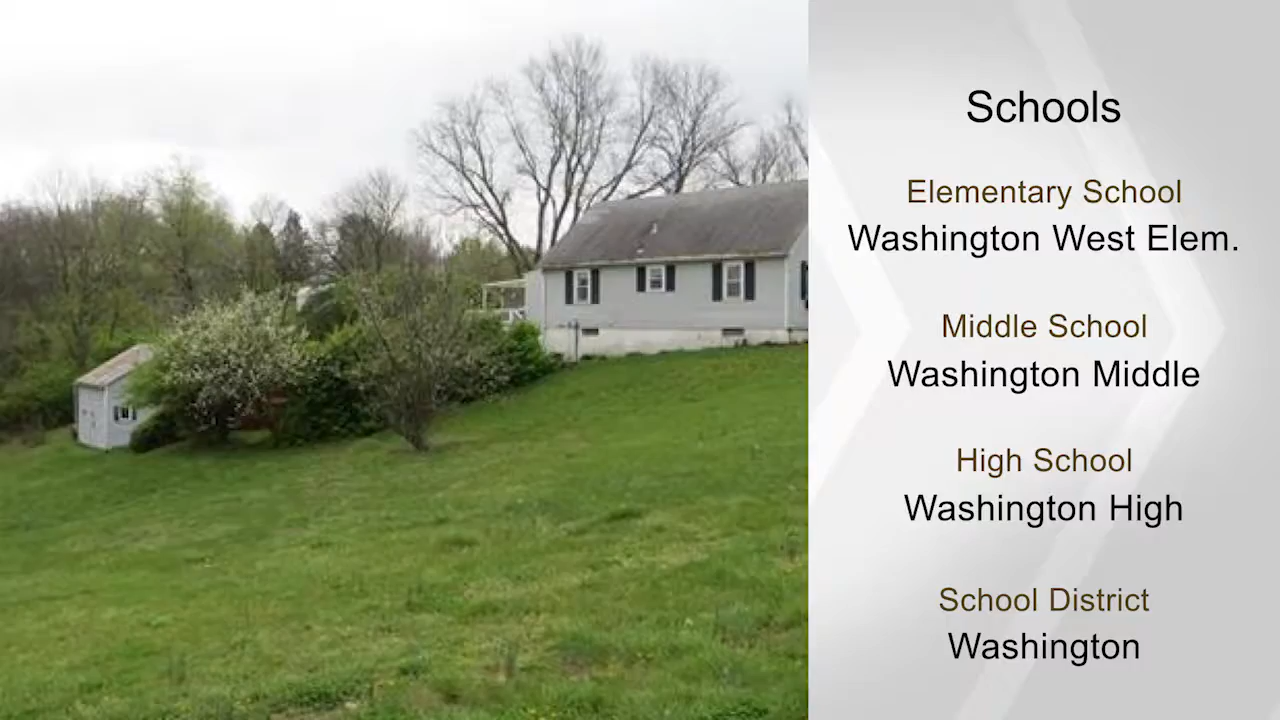 Schools
Elementary School
Washington West Elem.
Middle School
Washington Middle
High School
Washington High
School District
Washington